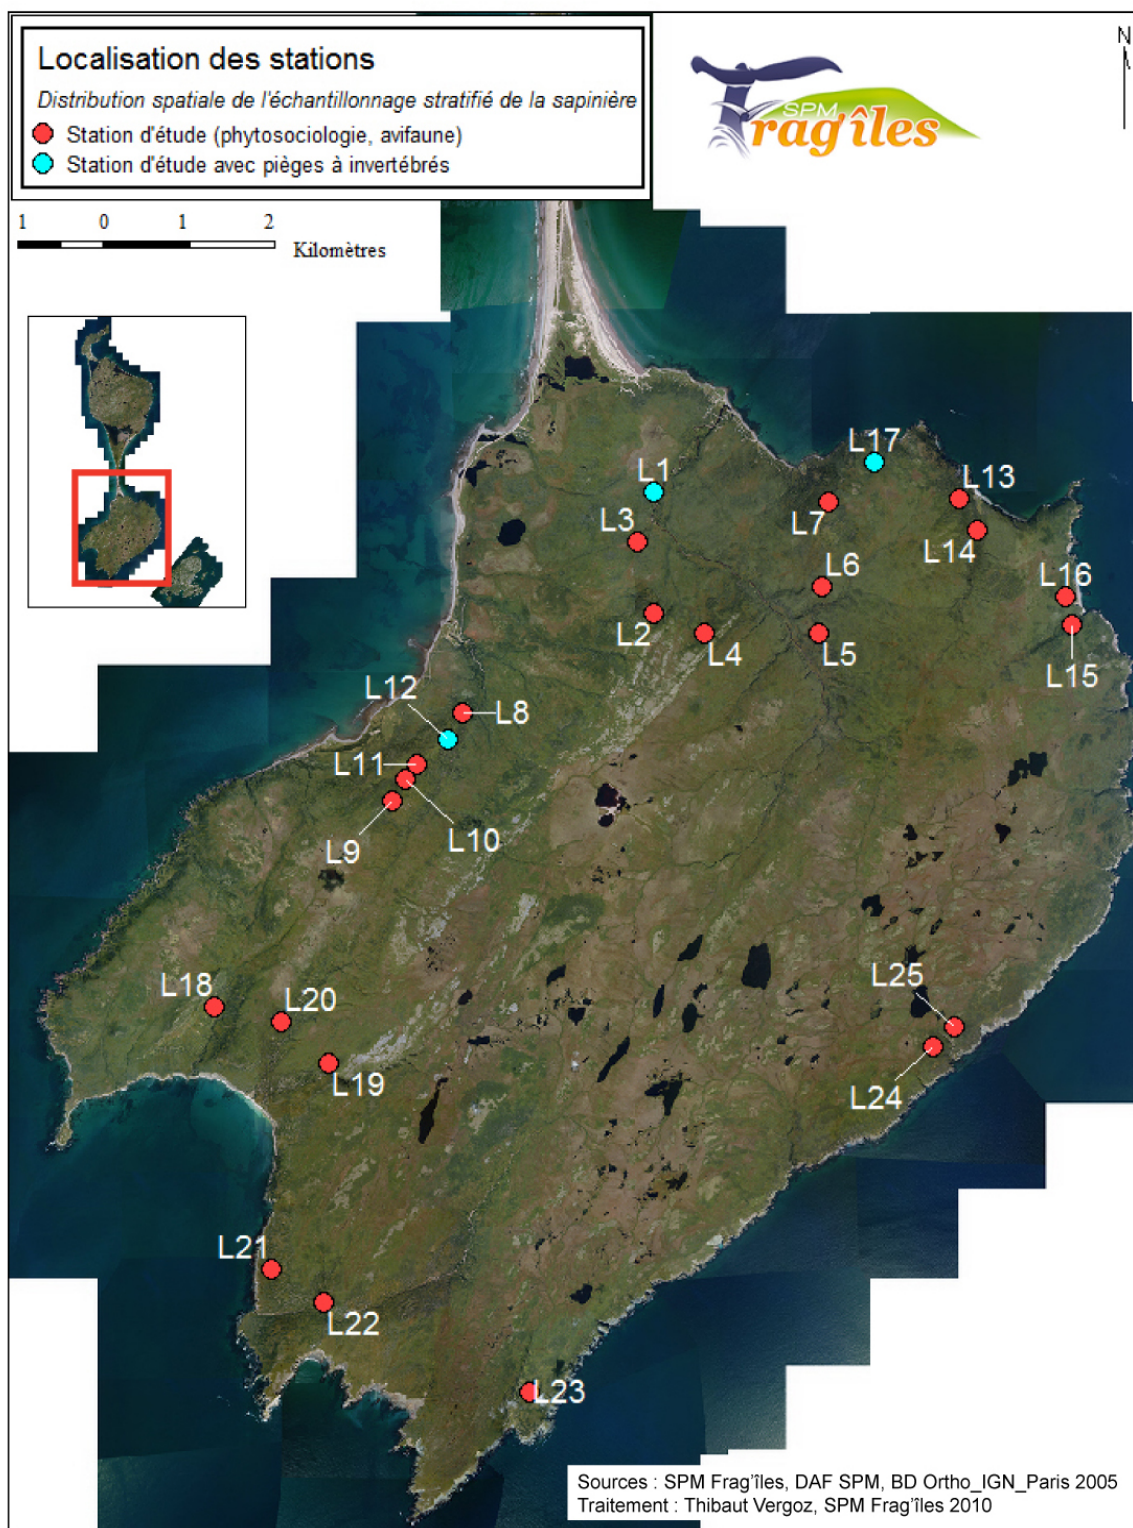 Localisation des stations
Distribution spatiale de l'échantillonnage stratifié de la sapinière
Station d'étude (phytosociologie, avifaune)
Station d'étude avec pièges à invertébrés
SPM
Frag'îles
N
1 0 1 2
Kilomètres
L17
L1
L13
L3
L7
L14
L6
L16
L2
L4
L5
L15
L12
L8
L11
L9
L10
L25
L18
L20
L19
L24
L21
L22
L23
Sources : SPM Frag'îles, DAF SPM, BD Ortho_IGN_Paris 2005
Traitement : Thibaut Vergoz, SPM Frag'îles 2010